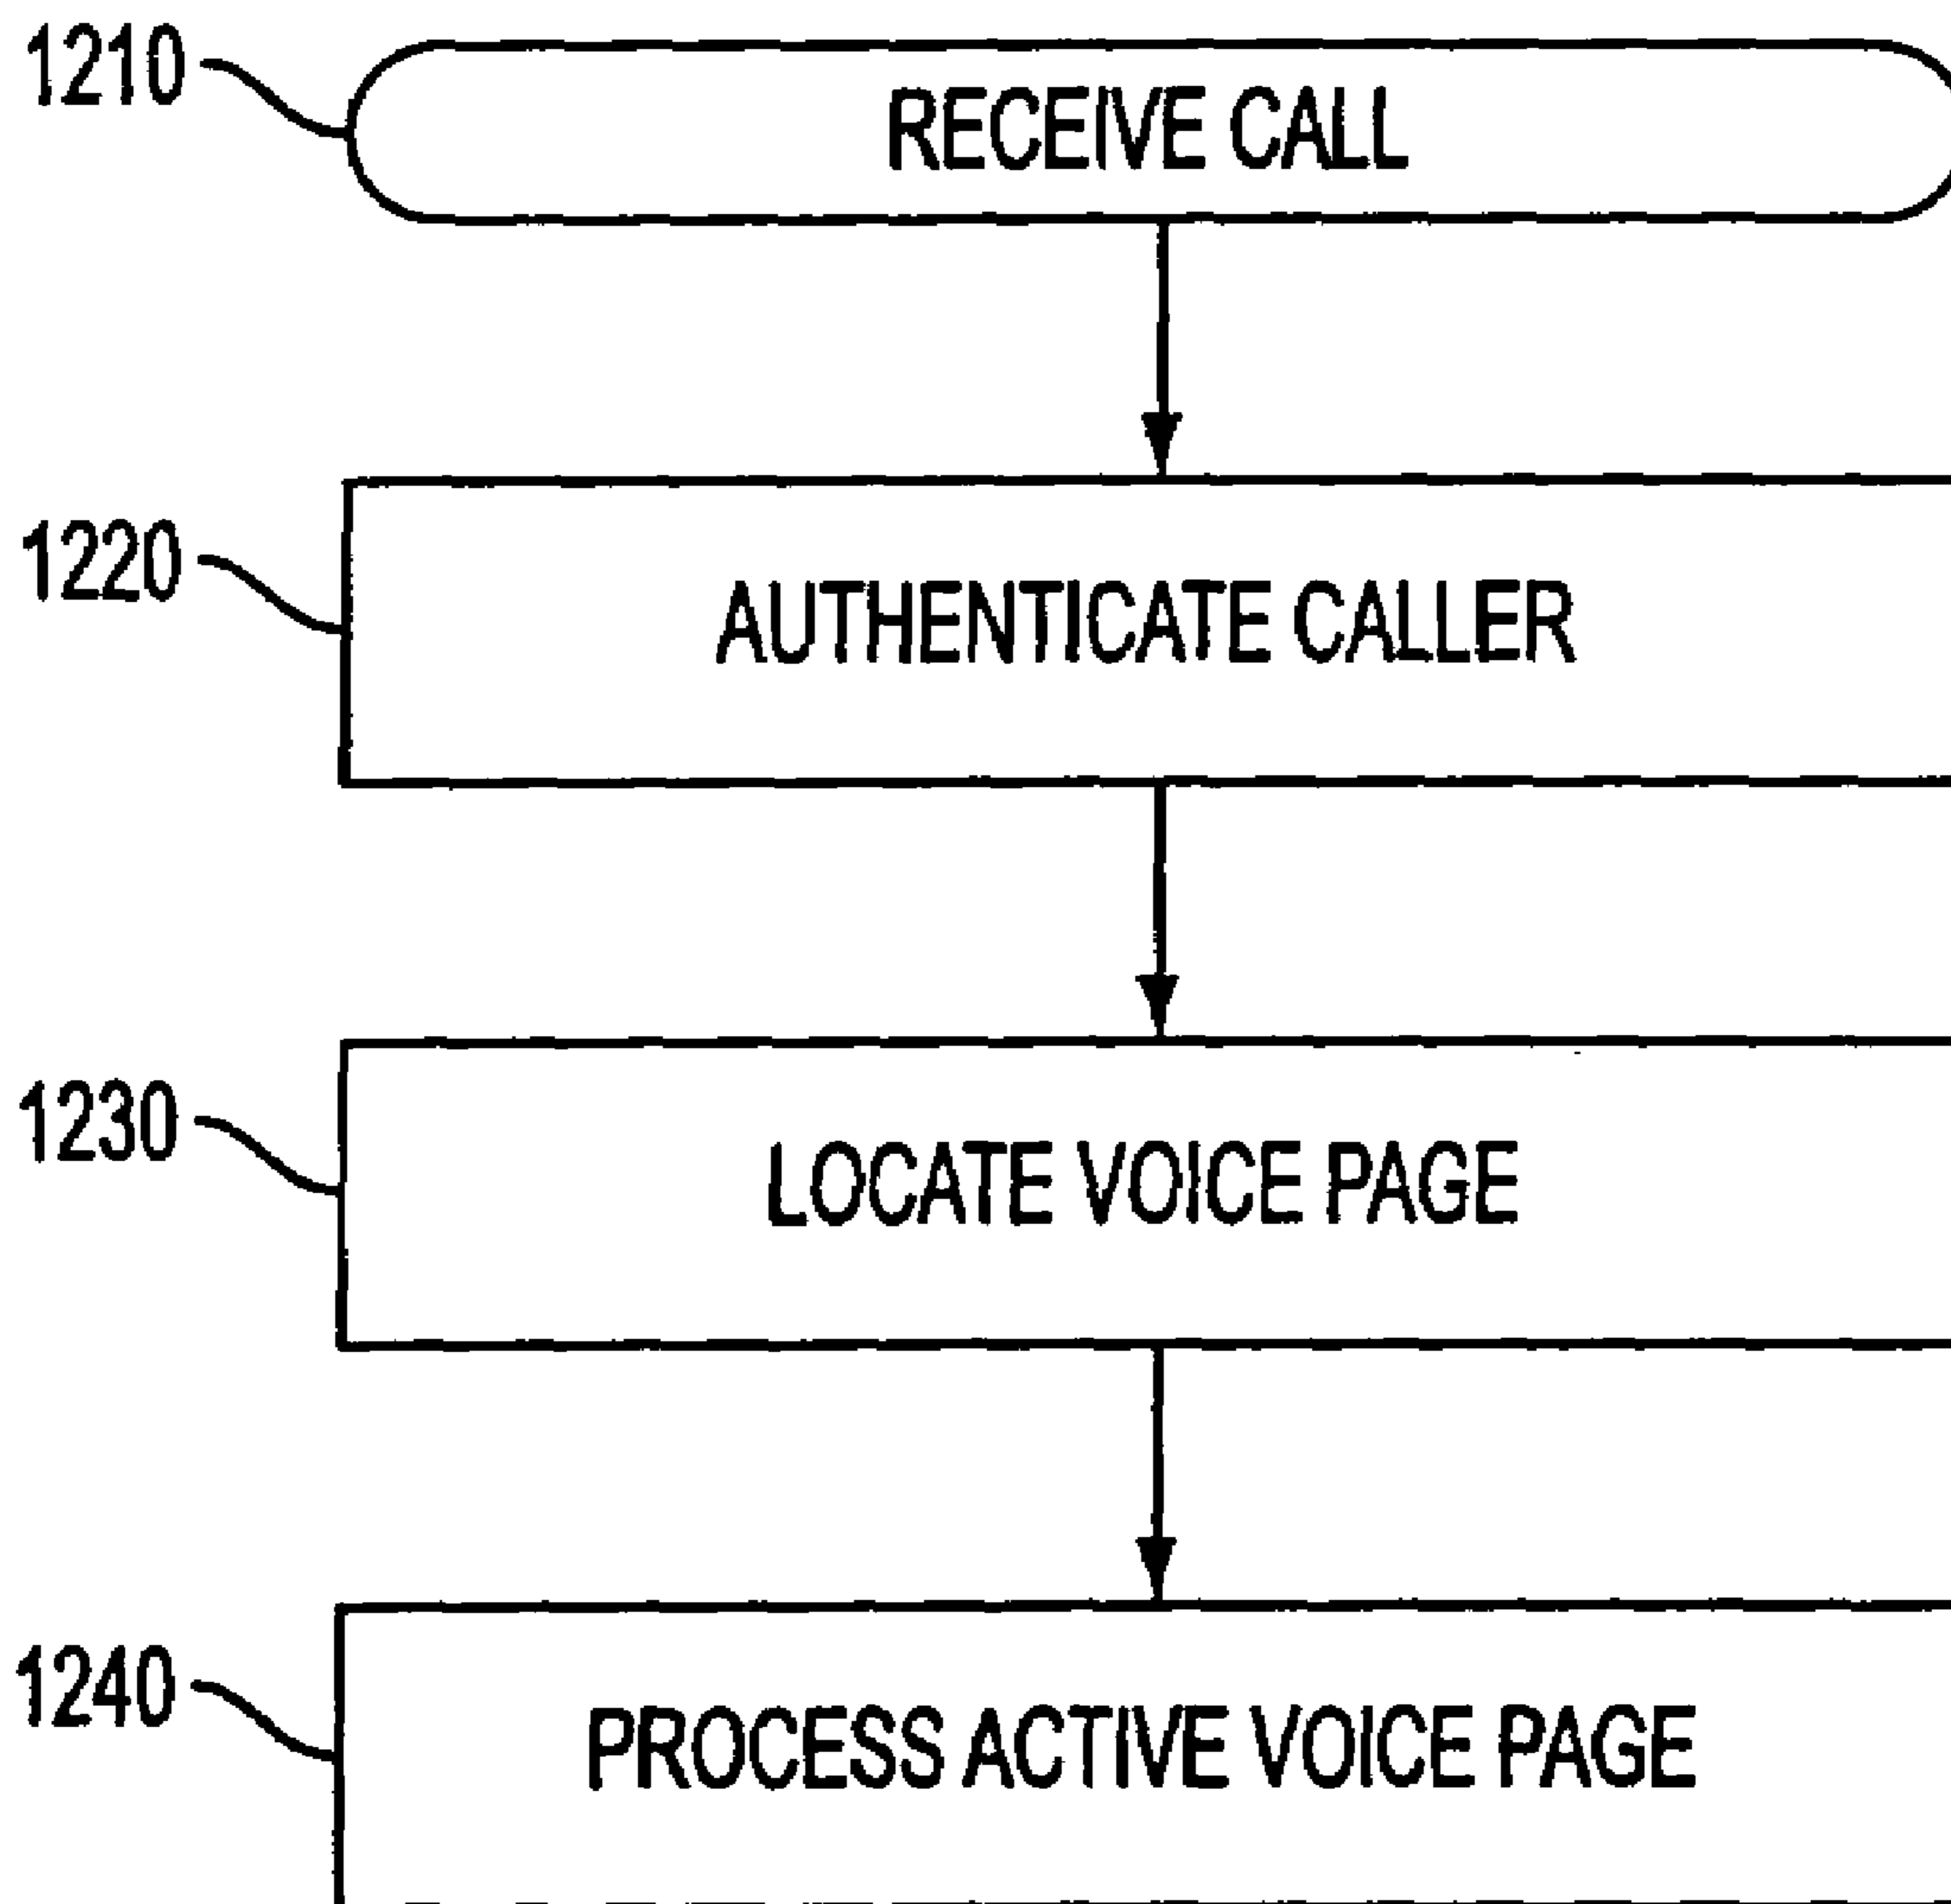 1210
RECEIVE CALL
1220
AUTHENTICATE CALLER
1230
LOCATE VOICE PAGE
1240
PROCESS ACTIVE VOICE PAGE